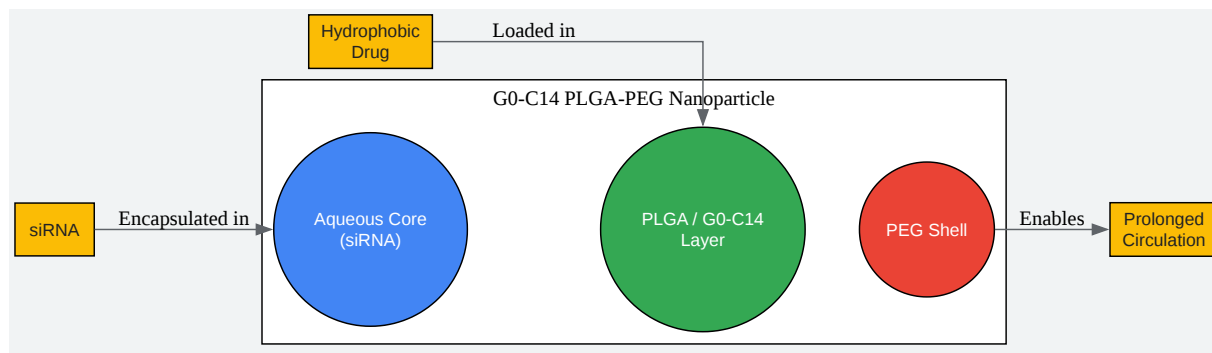 Hydrophobic
Drug
Loaded in
G0-C14 PLGA-PEG Nanoparticle
siRNA
Encapsulated in
Aqueous Core
(siRNA)
PLGA / G0-C14
Layer
PEG Shell
Enables
Prolonged
Circulation